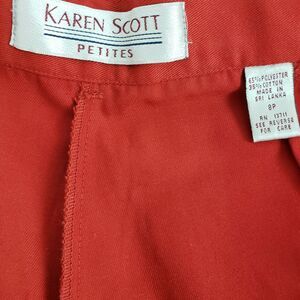 KAREN SCOTT
PETITES
65% POLYESTER
35% COTTON
MADE IN
SRI LANKA
8P
RN 13711
SEE REVERSE
FOR CARE